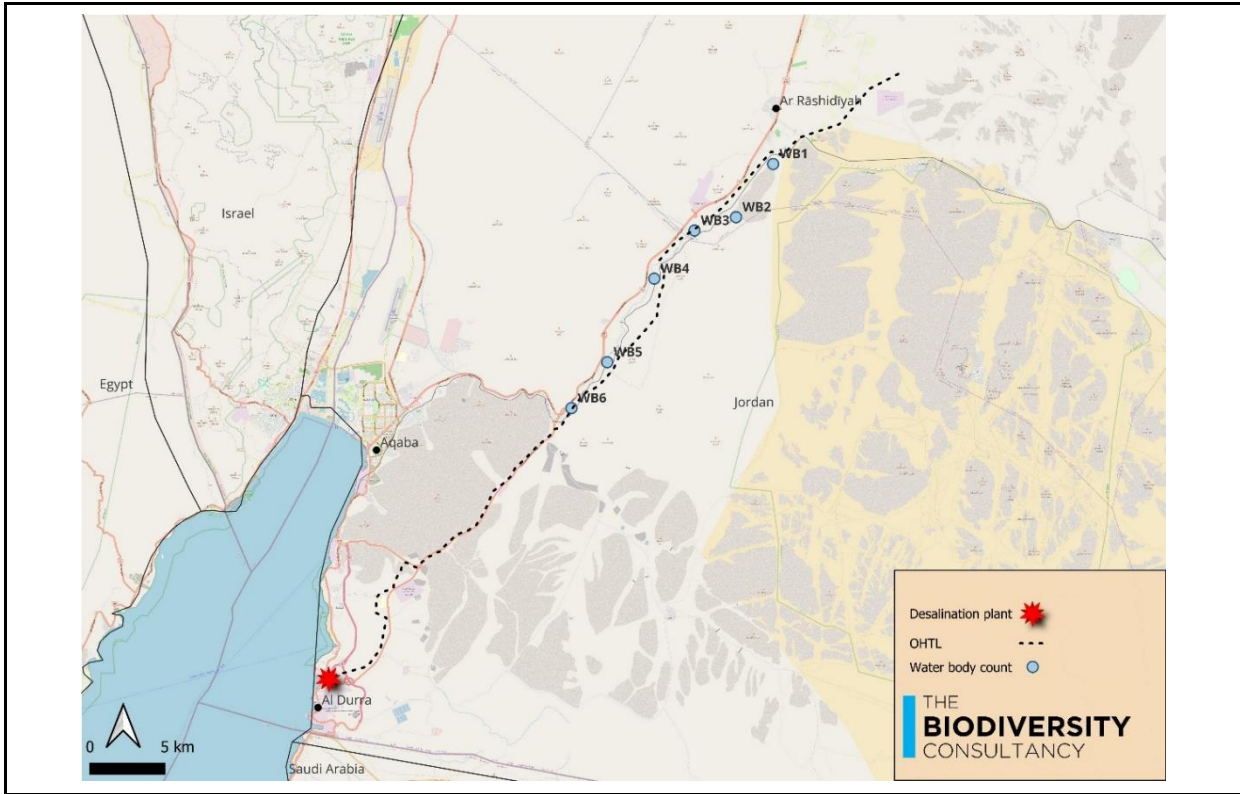 Ar Rāshidīyah
WB1
Israel
WB2
WB3
WB4
WB5
Egypt
Jordan
WB6
Aqaba
Desalination plant
OHTL
Water body count
Al Durra
THE
BIODIVERSITY
CONSULTANCY
0 5 km
Saudi Arabia